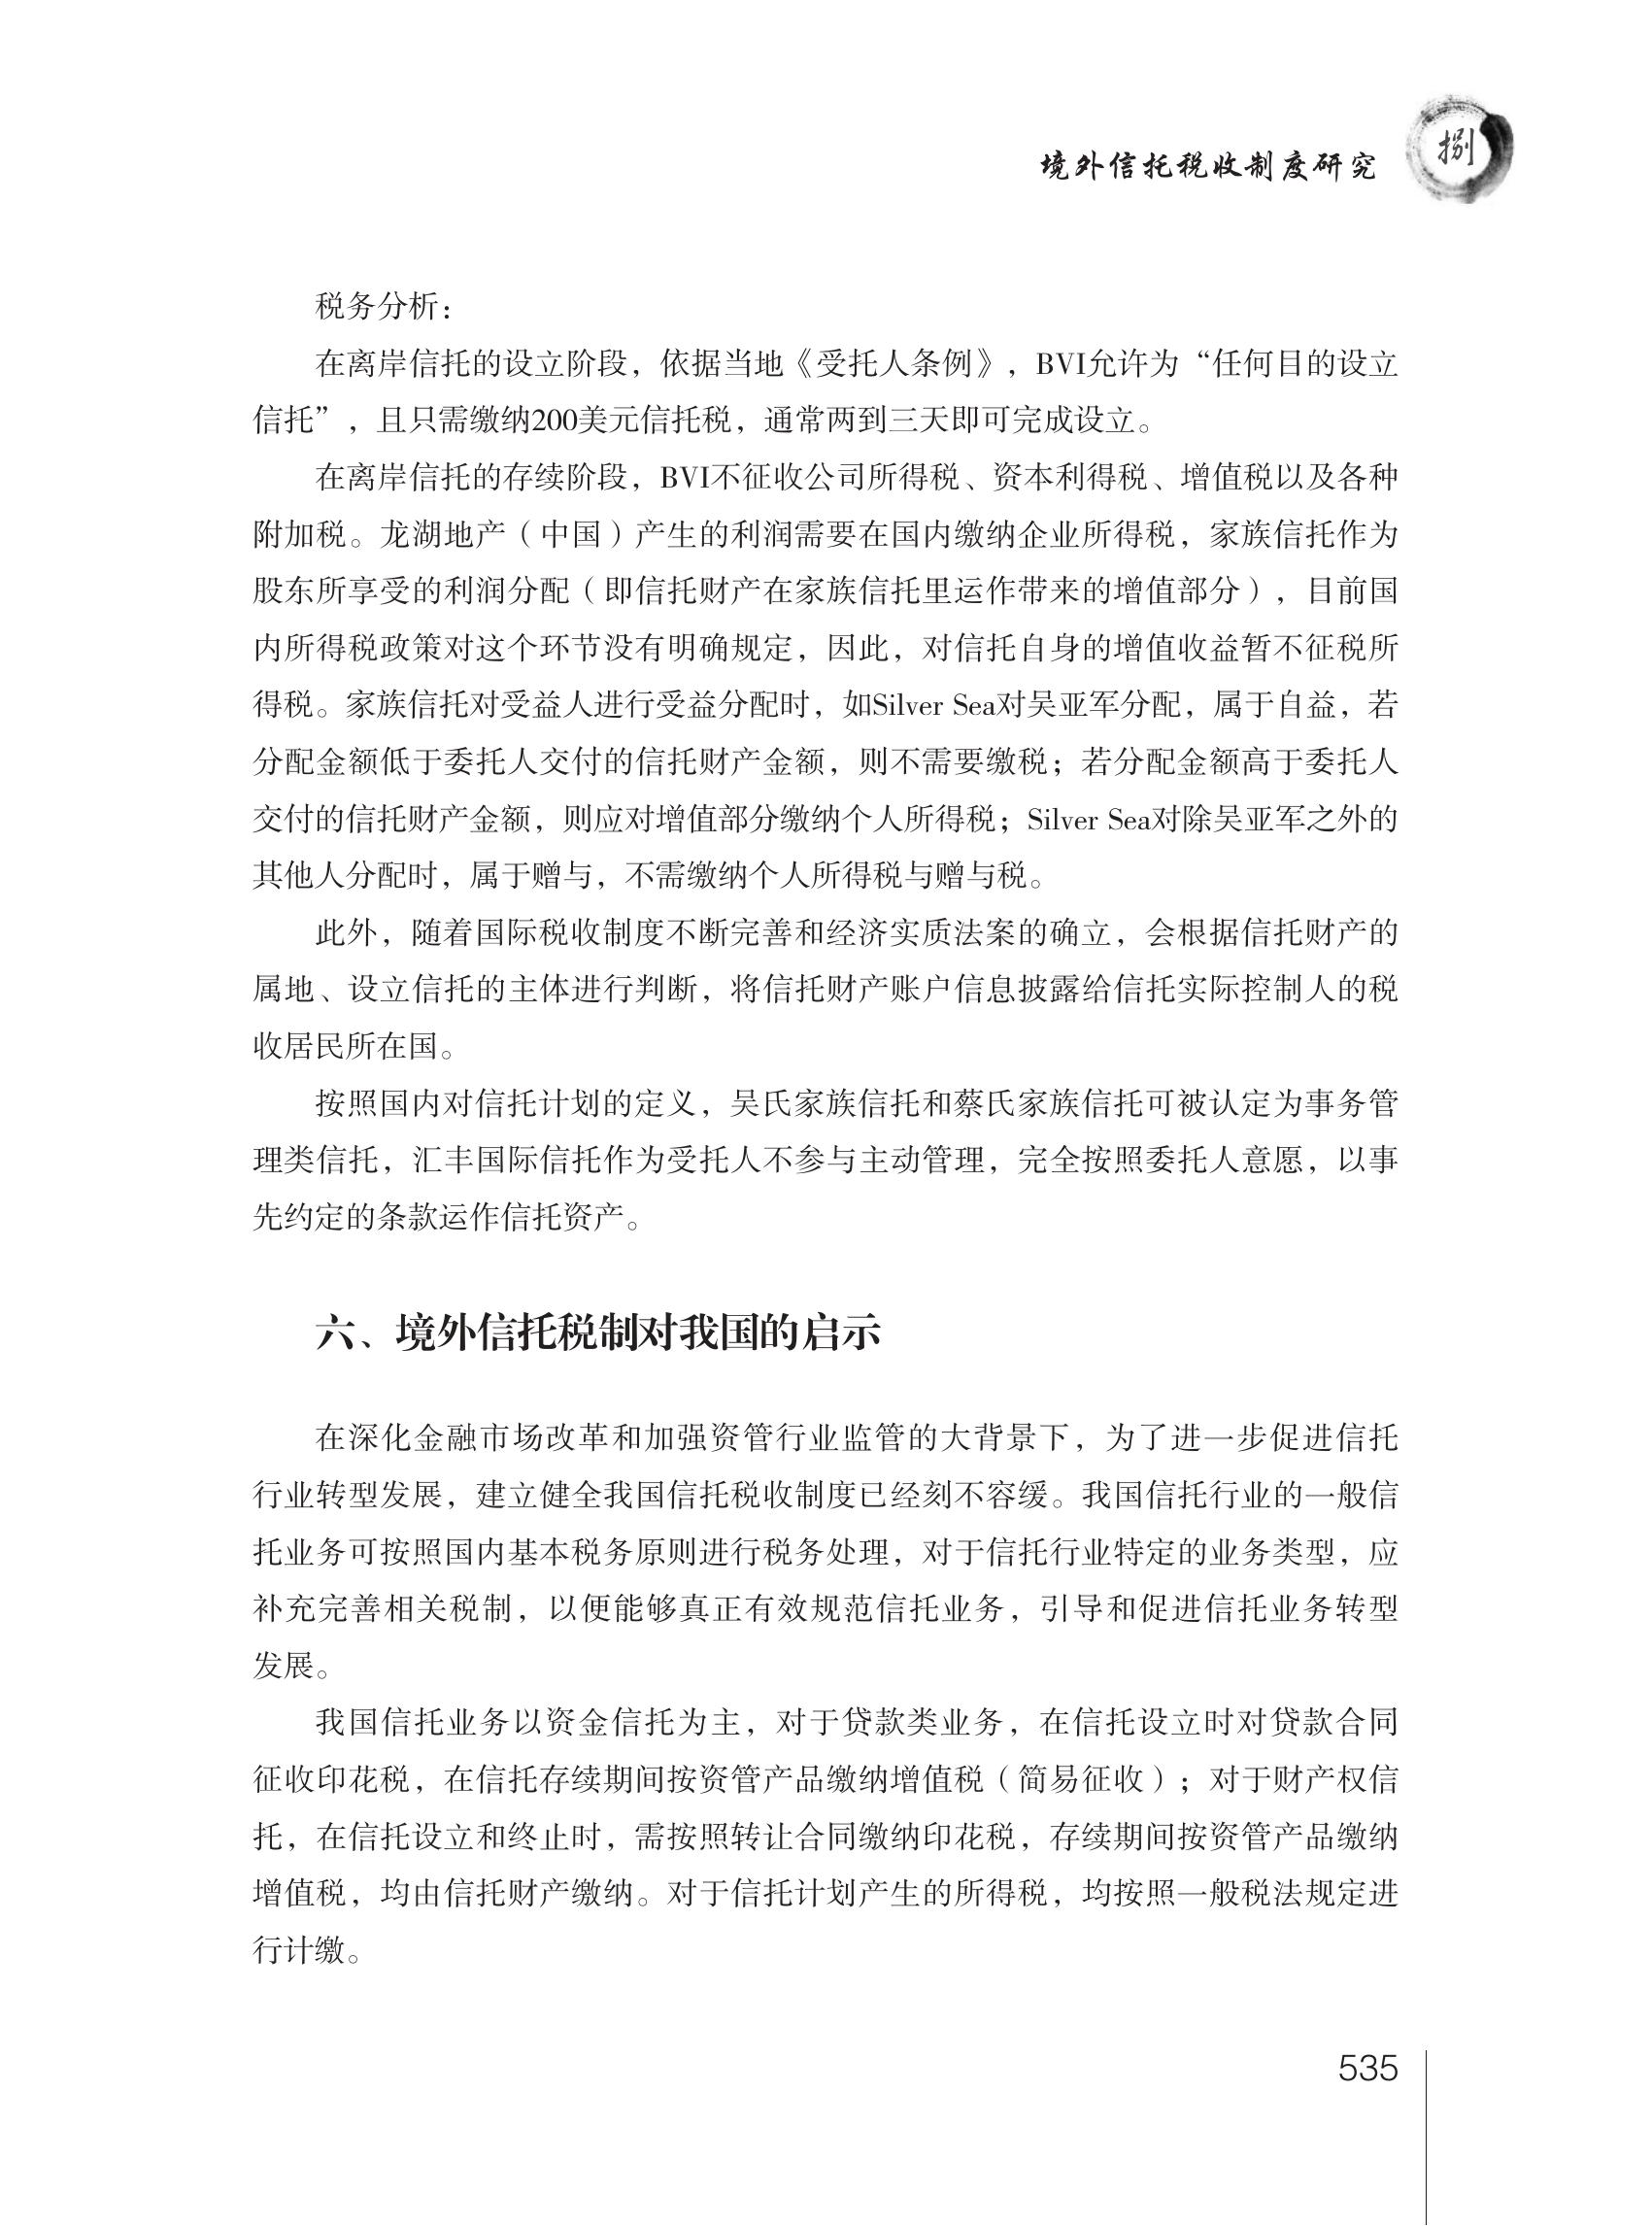 境外信托税收制度研究
捌
税务分析：
在离岸信托的设立阶段，依据当地《受托人条例》，BVI允许为“任何目的设立
信托”，且只需缴纳200美元信托税，通常两到三天即可完成设立。
在离岸信托的存续阶段，BVI不征收公司所得税、资本利得税、增值税以及各种
附加税。龙湖地产（中国）产生的利润需要在国内缴纳企业所得税，家族信托作为
股东所享受的利润分配（即信托财产在家族信托里运作带来的增值部分），目前国
内所得税政策对这个环节没有明确规定，因此，对信托自身的增值收益暂不征税所
得税。家族信托对受益人进行受益分配时，如Silver Sea对吴亚军分配，属于自益，若
分配金额低于委托人交付的信托财产金额，则不需要缴税；若分配金额高于委托人
交付的信托财产金额，则应对增值部分缴纳个人所得税；Silver Sea对除吴亚军之外的
其他人分配时，属于赠与，不需缴纳个人所得税与赠与税。
此外，随着国际税收制度不断完善和经济实质法案的确立，会根据信托财产的
属地、设立信托的主体进行判断，将信托财产账户信息披露给信托实际控制人的税
收居民所在国。
按照国内对信托计划的定义，吴氏家族信托和蔡氏家族信托可被认定为事务管
理类信托，汇丰国际信托作为受托人不参与主动管理，完全按照委托人意愿，以事
先约定的条款运作信托资产。
六、境外信托税制对我国的启示
在深化金融市场改革和加强资管行业监管的大背景下，为了进一步促进信托
行业转型发展，建立健全我国信托税收制度已经刻不容缓。我国信托行业的一般信
托业务可按照国内基本税务原则进行税务处理，对于信托行业特定的业务类型，应
补充完善相关税制，以便能够真正有效规范信托业务，引导和促进信托业务转型
发展。
我国信托业务以资金信托为主，对于贷款类业务，在信托设立时对贷款合同
征收印花税，在信托存续期间按资管产品缴纳增值税（简易征收）；对于财产权信
托，在信托设立和终止时，需按照转让合同缴纳印花税，存续期间按资管产品缴纳
增值税，均由信托财产缴纳。对于信托计划产生的所得税，均按照一般税法规定进
行计缴。
535